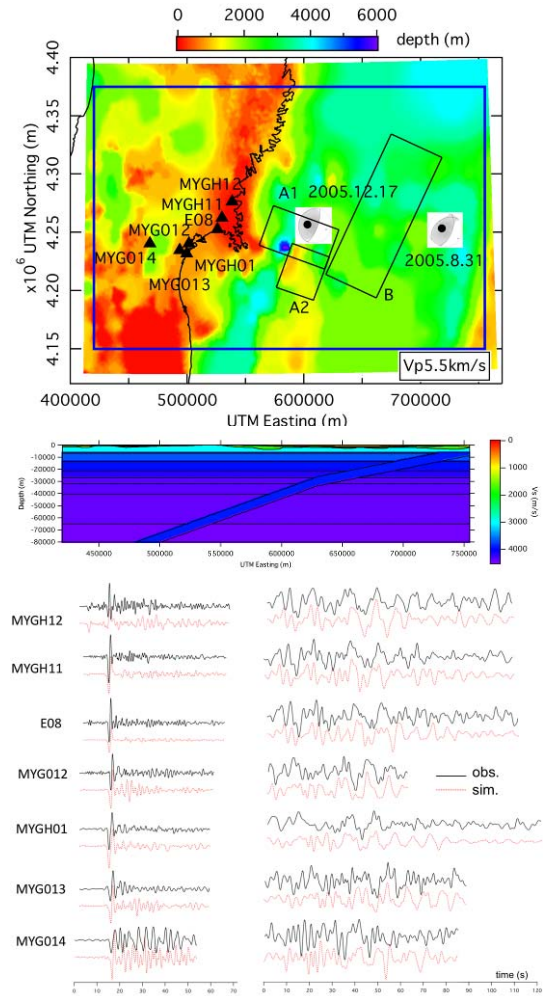 0 2000 4000 6000
depth (m)
x10⁶ UTM Northing (m)
4.40
4.35
4.30
4.25
4.20
4.15
MYGH12
MYGH11
E08
MYG012
MYG014
MYGH01
MYG013
A1
2005.12.17
2005.8.31
A2
B
Vp5.5km/s
400000 500000 600000 700000
UTM Easting (m)
Depth (m)
0
-10000
-20000
-30000
-40000
-50000
-60000
-70000
-80000
450000 500000 550000 600000 650000 700000 750000
UTM Easting (m)
0
1000
2000
3000
4000
Vs (m/s)
MYGH12
MYGH11
E08
MYG012
obs.
sim.
MYGH01
MYG013
MYG014
time (s)
0 10 20 30 40 50 60 70
0 10 20 30 40 50 60 70 80 90 100 110 120